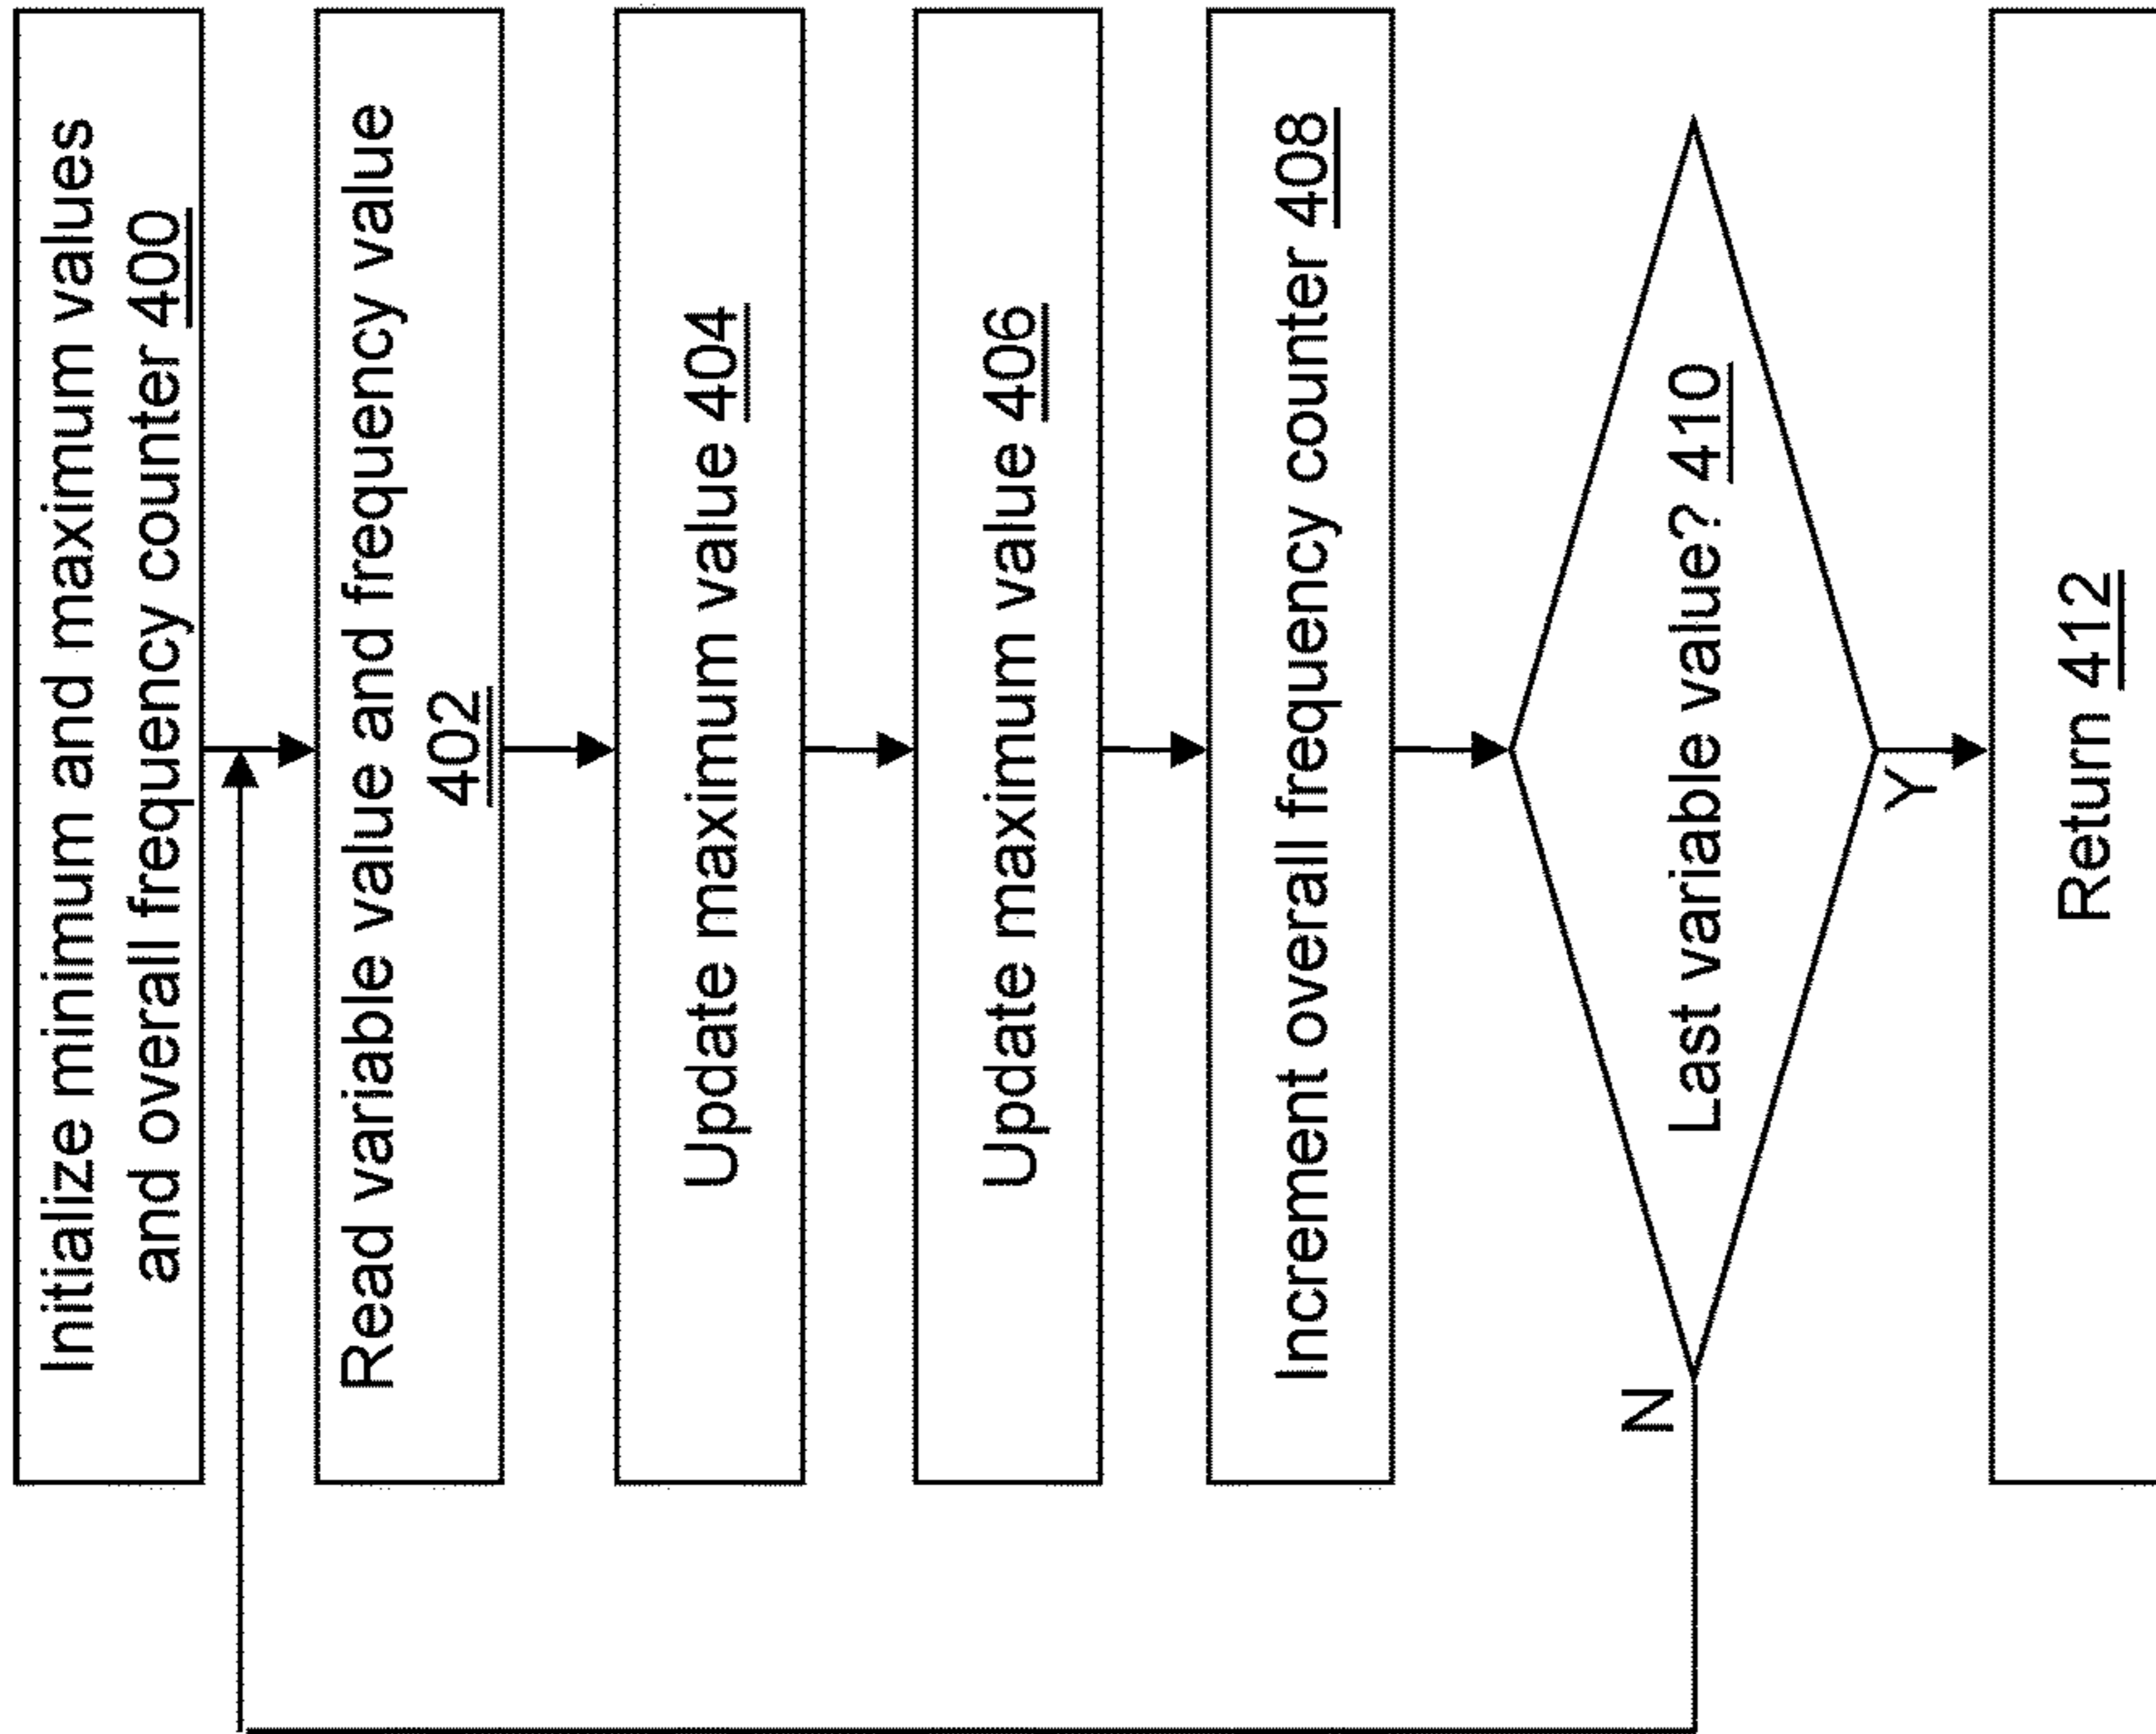 Initialize minimum and maximum values
and overall frequency counter 400
Read variable value and frequency value
402
Update maximum value 404
Update maximum value 406
Increment overall frequency counter 408
Last variable value? 410
N
Y
Return 412